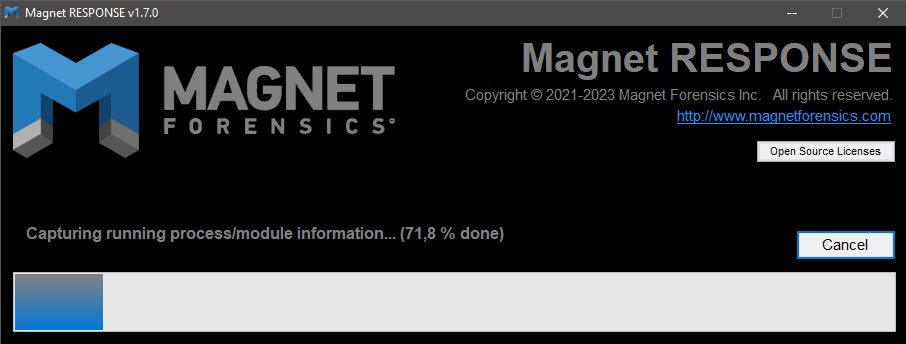 Magnet RESPONSE v1.7.0
MAGNET
FORENSICS
Magnet RESPONSE
Copyright © 2021-2023 Magnet Forensics Inc. All rights reserved.
http://www.magnetforensics.com
Open Source Licenses
Capturing running process/module information... (71,8 % done)
Cancel